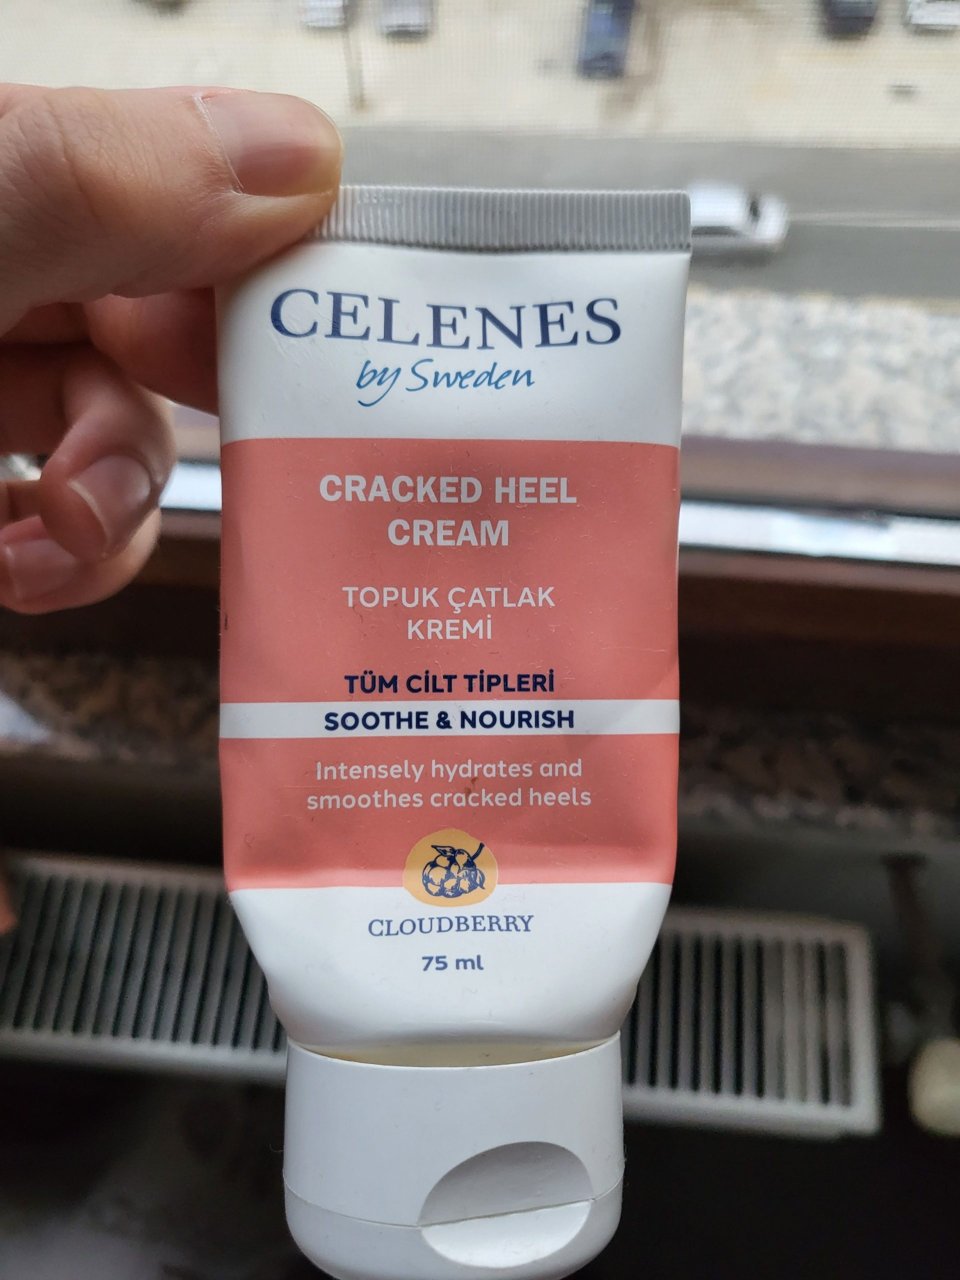 CELENES
by Sweden
CRACKED HEEL
CREAM
TOPUK ÇATLAK
KREMİ
TÜM CİLT TİPLERİ
SOOTHE & NOURISH
Intensely hydrates and
smoothes cracked heels
CLOUDBERRY
75 ml